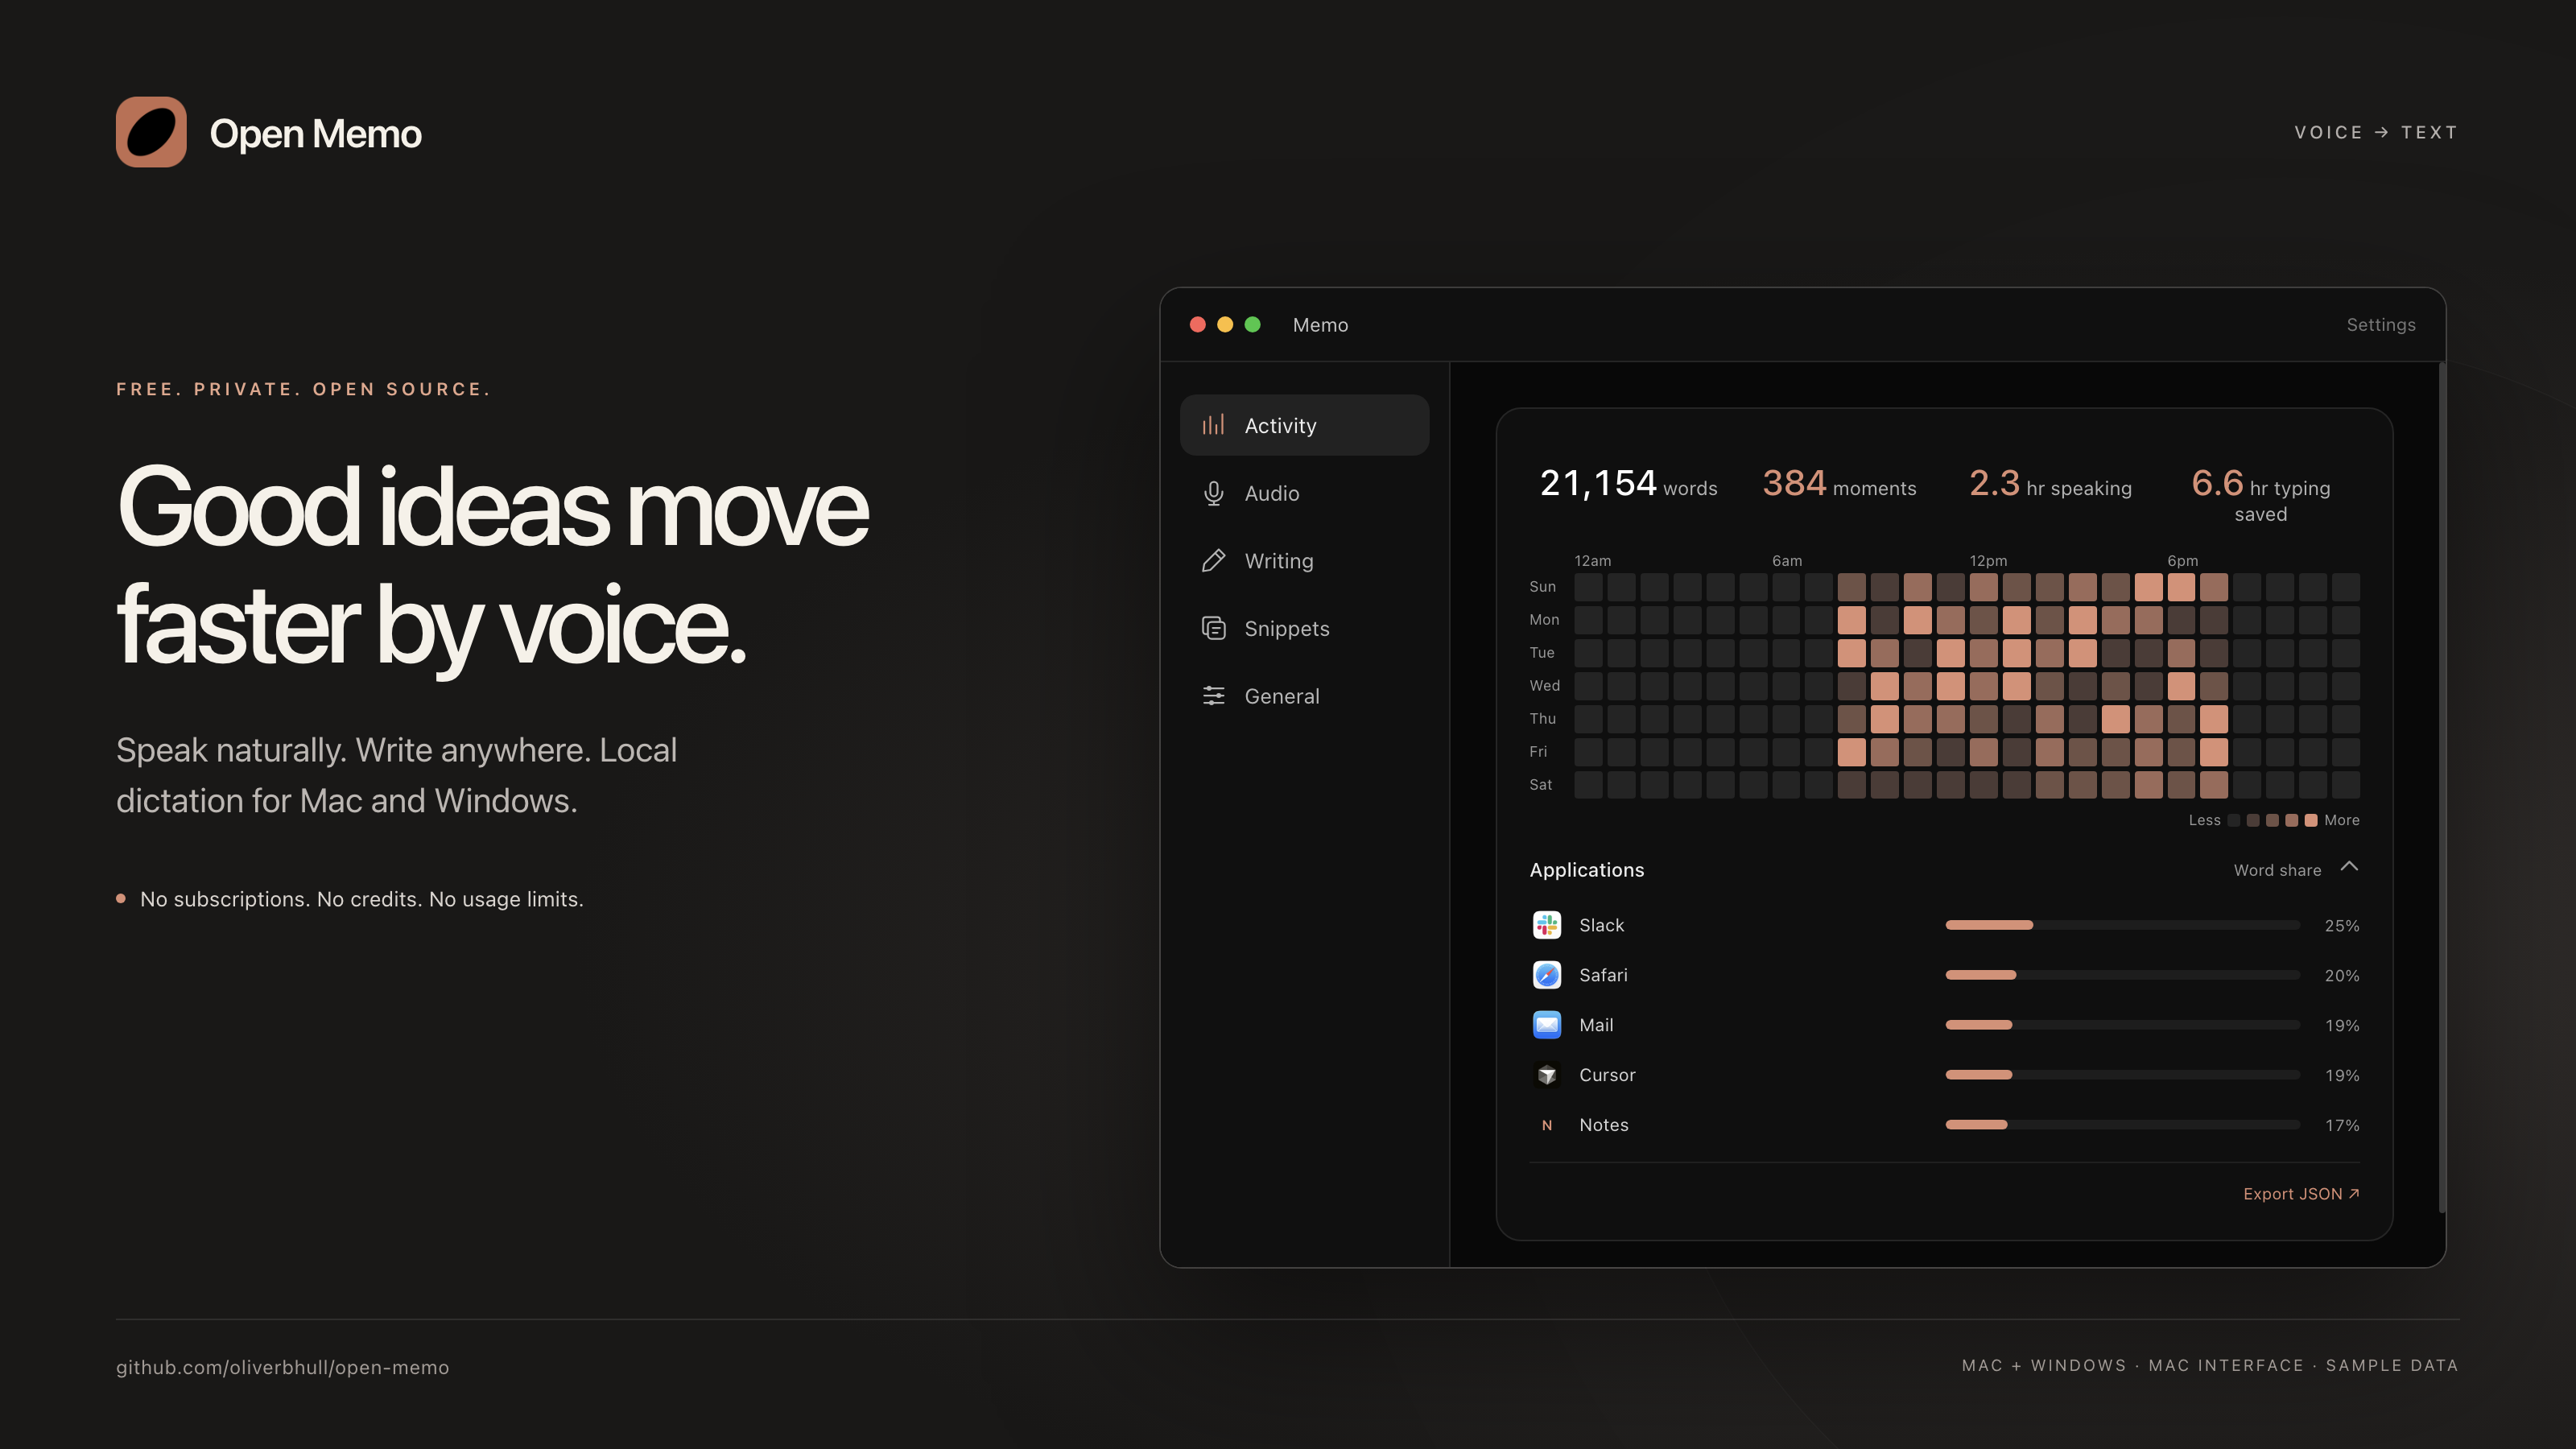 Open Memo
VOICE → TEXT
FREE. PRIVATE. OPEN SOURCE.
Good ideas move
faster by voice.
Speak naturally. Write anywhere. Local
dictation for Mac and Windows.
No subscriptions. No credits. No usage limits.
Memo
Settings
Activity
Audio
Writing
Snippets
General
21,154 words
384 moments
2.3 hr speaking
6.6 hr typing
saved
12am 6am 12pm 6pm
Sun
Mon
Tue
Wed
Thu
Fri
Sat
Less More
Applications Word share
Slack 25%
Safari 20%
Mail 19%
Cursor 19%
N Notes 17%
Export JSON ↗
github.com/oliverbhull/open-memo
MAC + WINDOWS · MAC INTERFACE · SAMPLE DATA